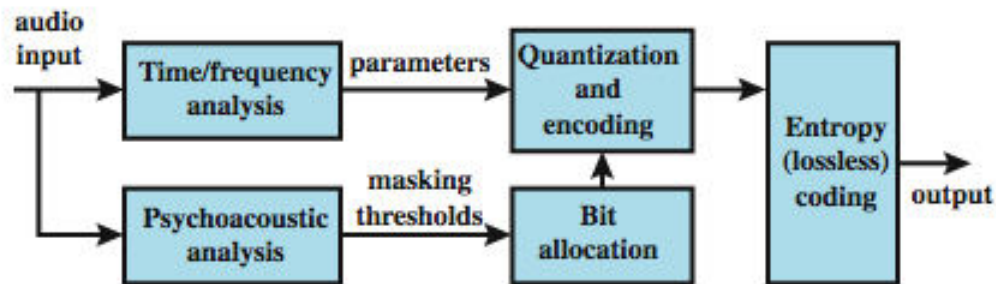 audio
input
Time/frequency
analysis
parameters
Quantization
and
encoding
Entropy
(lossless)
coding
output
Psychoacoustic
analysis
masking
thresholds
Bit
allocation